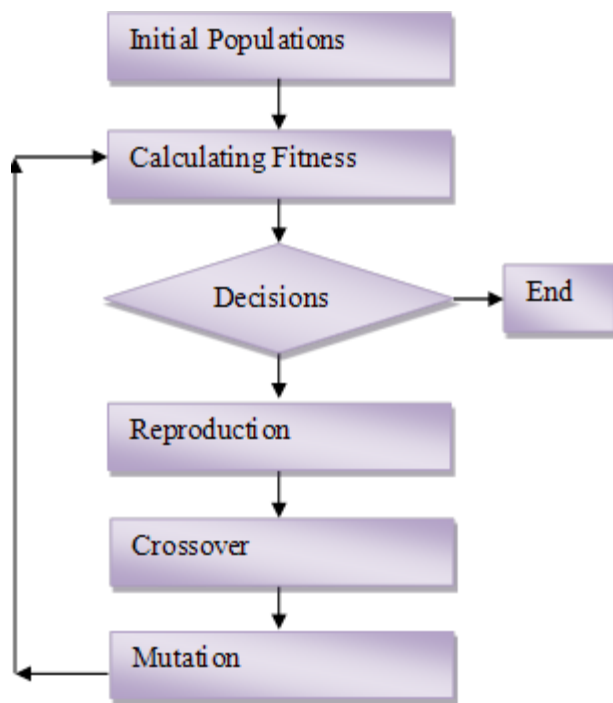 Initial Populations
Calculating Fitness
Decisions
End
Reproduction
Crossover
Mutation